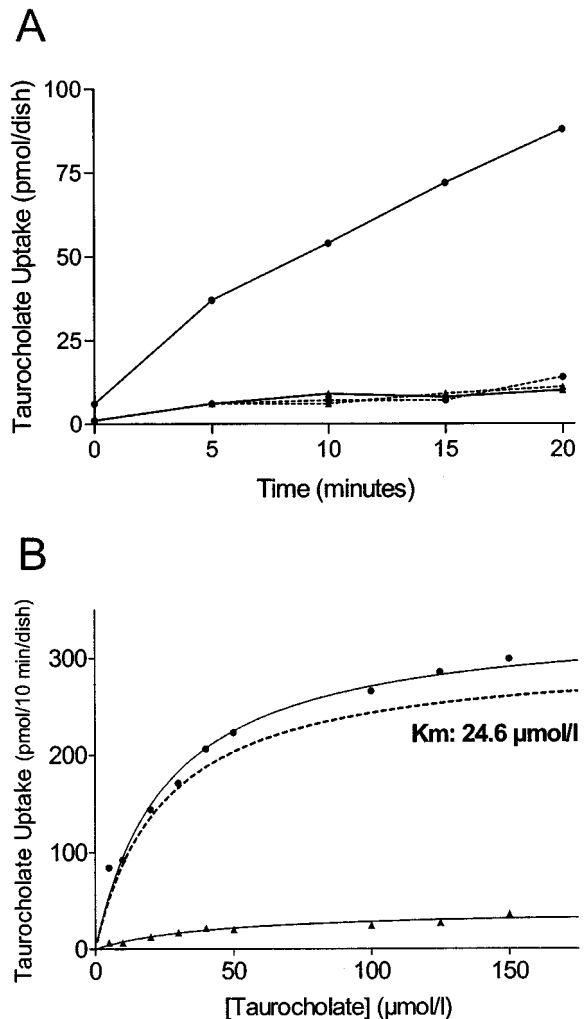 A
Taurocholate Uptake (pmol/dish)
100
75
50
25
0
0 5 10 15 20
Time (minutes)
B
Taurocholate Uptake (pmol/10 min/dish)
300
200
100
0
Km: 24.6 µmol/l
0 50 100 150
[Taurocholate] (µmol/l)